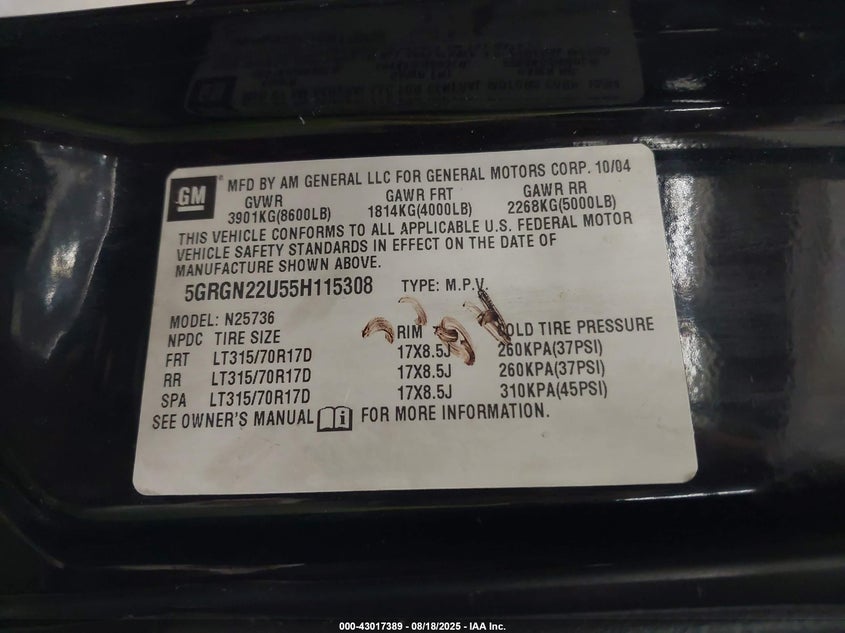 GM
MFD BY AM GENERAL LLC FOR GENERAL MOTORS CORP. 10/04
GVWR GAWR FRT GAWR RR
3901KG(8600LB) 1814KG(4000LB) 2268KG(5000LB)
THIS VEHICLE CONFORMS TO ALL APPLICABLE U.S. FEDERAL MOTOR
VEHICLE SAFETY STANDARDS IN EFFECT ON THE DATE OF
MANUFACTURE SHOWN ABOVE.
5GRGN22U55H115308 TYPE: M.P.V.
MODEL: N25736
NPDC TIRE SIZE RIM COLD TIRE PRESSURE
FRT LT315/70R17D 17X8.5J 260KPA(37PSI)
RR LT315/70R17D 17X8.5J 260KPA(37PSI)
SPA LT315/70R17D 17X8.5J 310KPA(45PSI)
SEE OWNER'S MANUAL i FOR MORE INFORMATION.
000-43017389 - 08/18/2025 - IAA Inc.